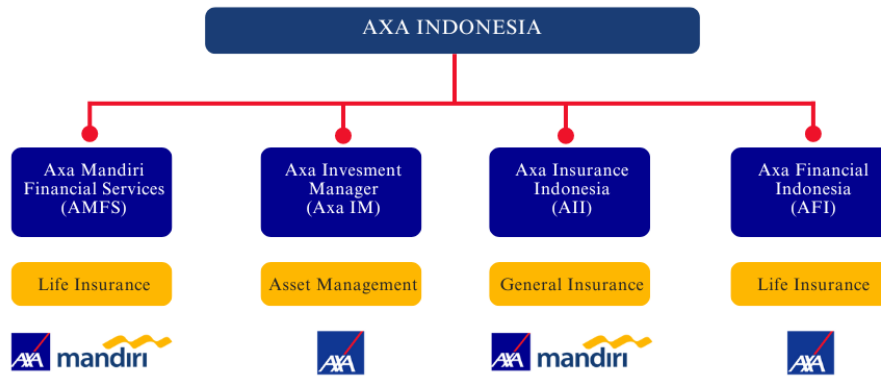 AXA INDONESIA
Axa Mandiri
Financial Services
(AMFS)
Axa Invesment
Manager
(Axa IM)
Axa Insurance
Indonesia
(AII)
Axa Financial
Indonesia
(AFI)
Life Insurance
Asset Management
General Insurance
Life Insurance
AXA mandiri
AXA
AXA mandiri
AXA